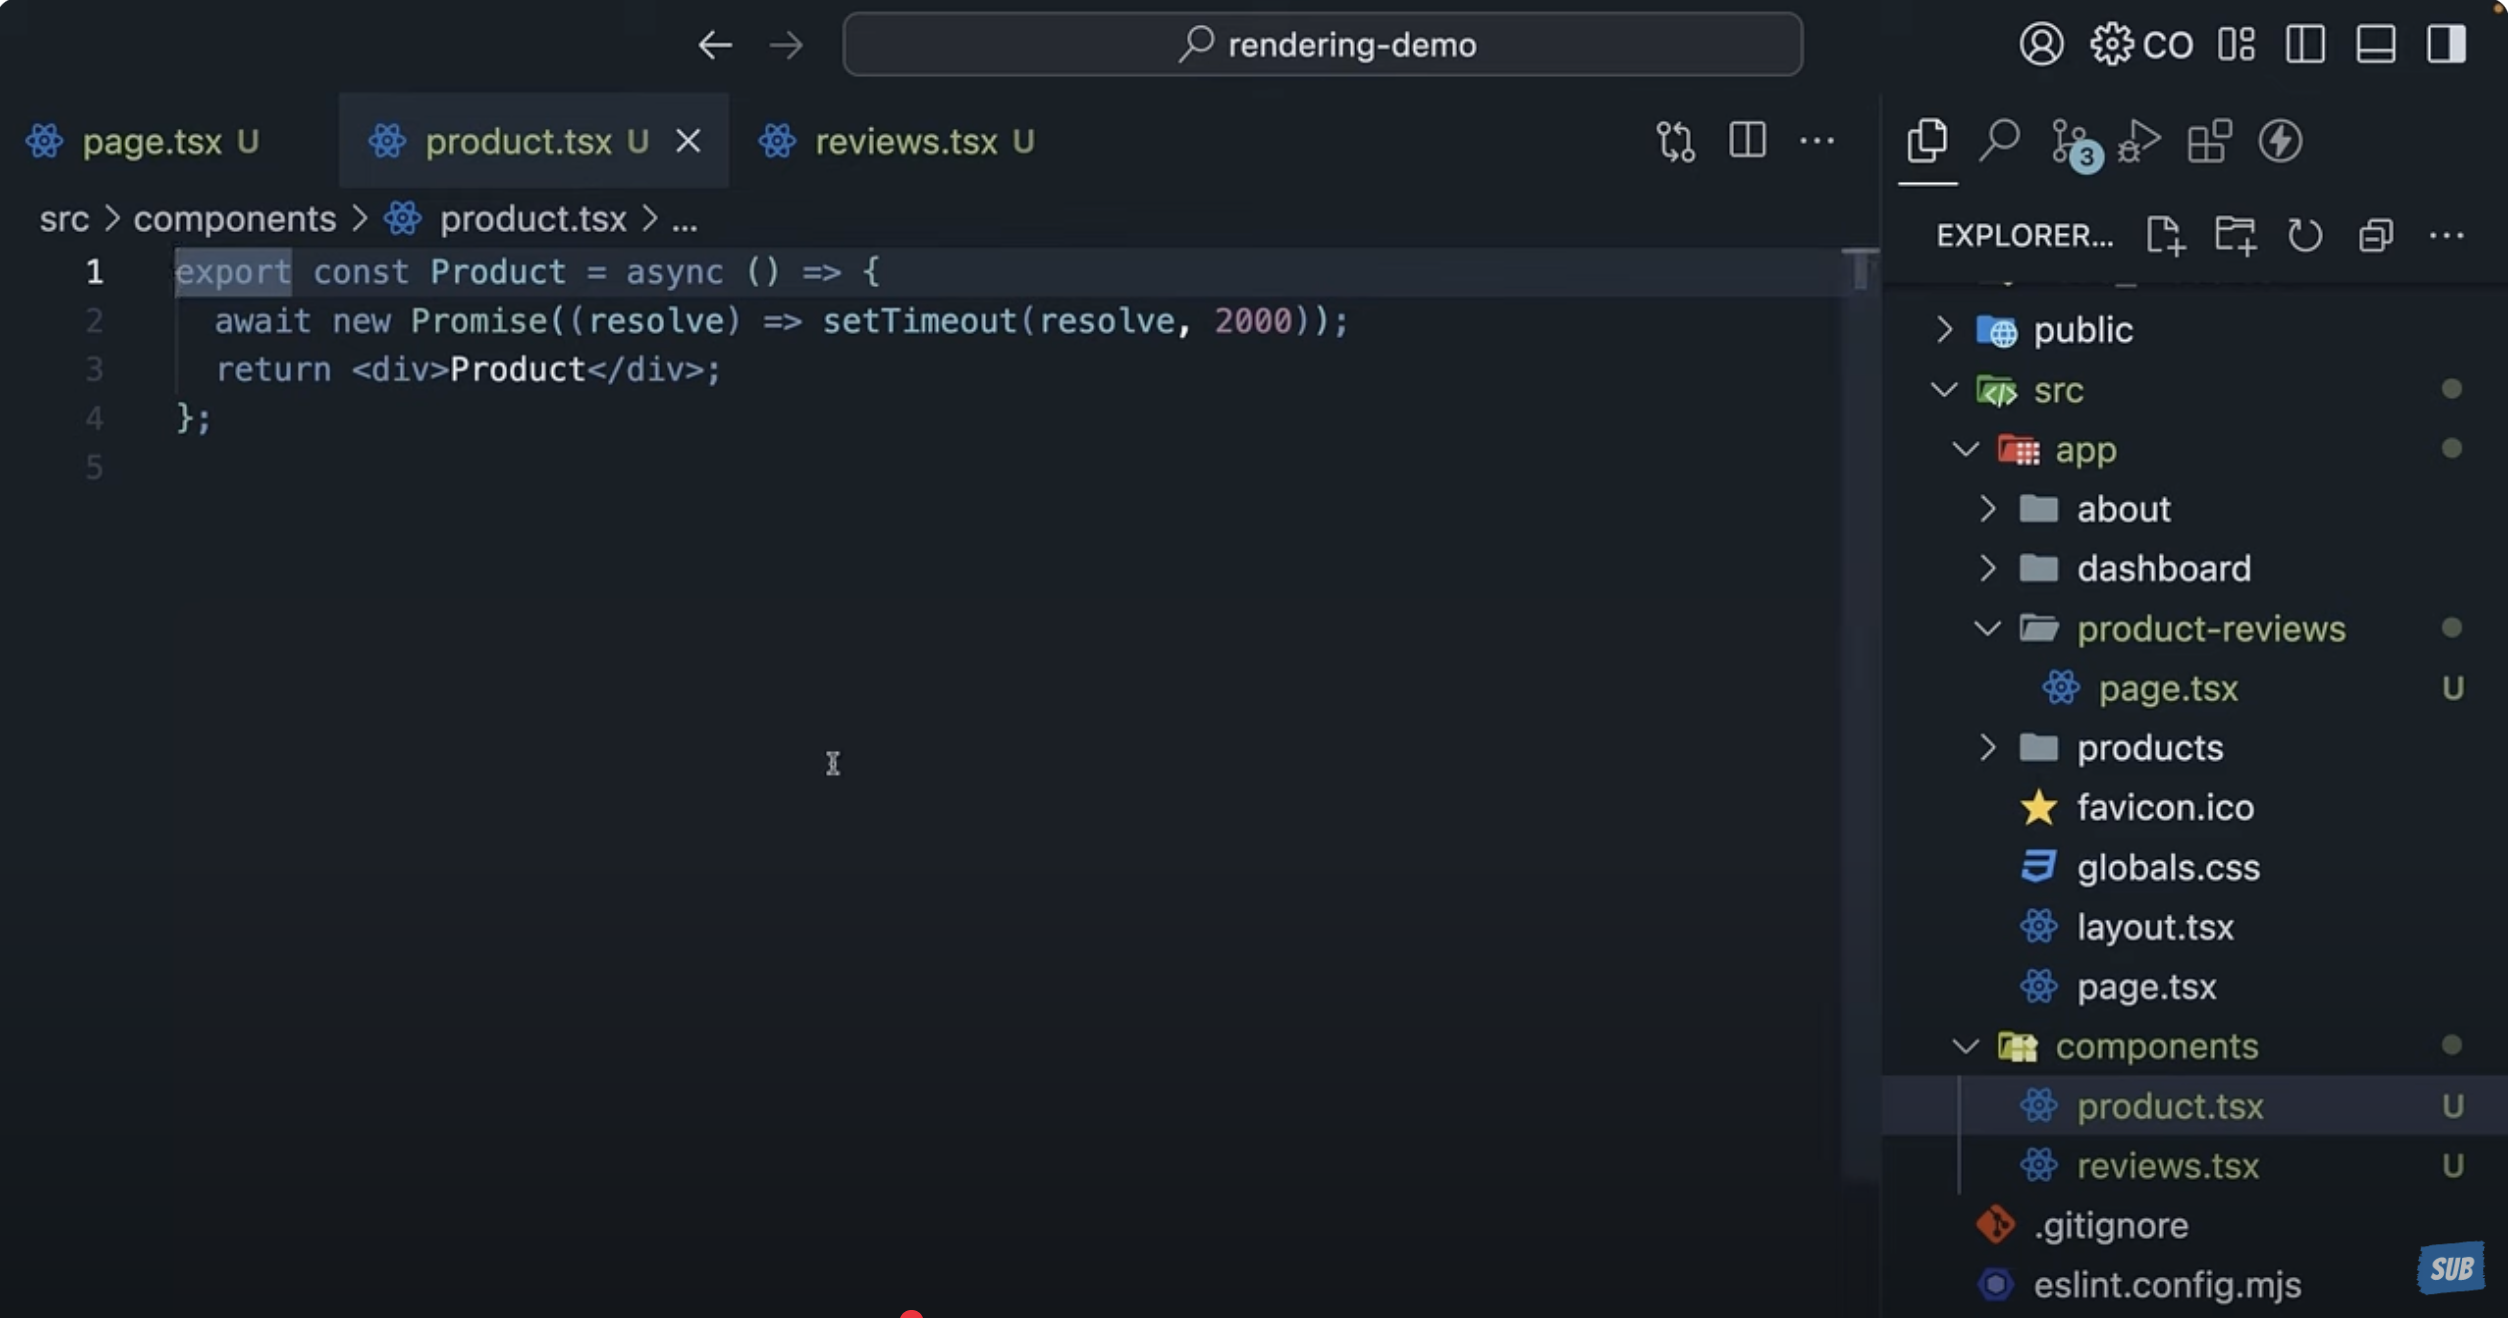 rendering-demo
CO
page.tsx U
product.tsx U
reviews.tsx U
3
src > components > product.tsx > ...
EXPLORER...
1 export const Product = async () => {
2 await new Promise((resolve) => setTimeout(resolve, 2000));
3 return <div>Product</div>;
4 };
5
public
src
app
about
dashboard
product-reviews
page.tsx U
products
favicon.ico
globals.css
layout.tsx
page.tsx
components
product.tsx U
reviews.tsx U
.gitignore
eslint.config.mjs
SUB